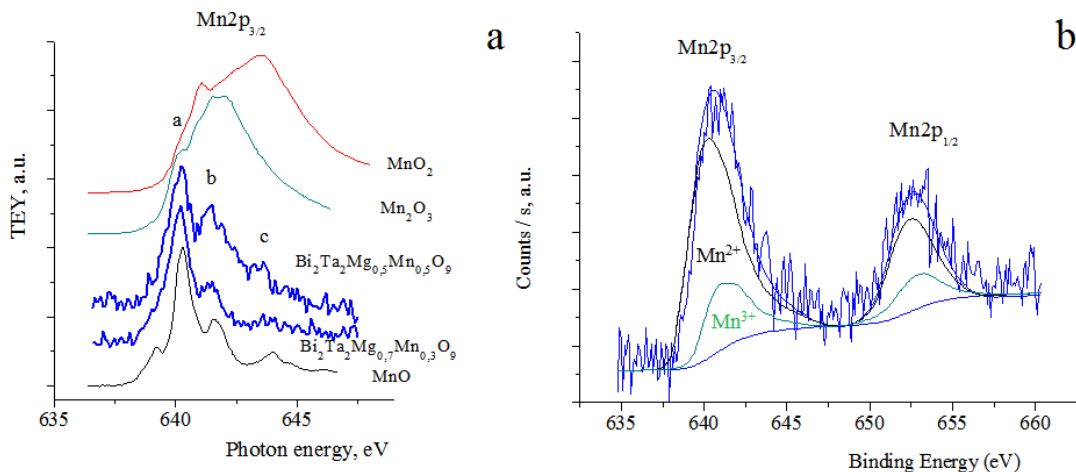 Mn2p3/2
a
a
b
c
MnO2
Mn2O3
Bi2Ta2Mg0,5Mn0,5O9
Bi2Ta2Mg0,7Mn0,3O9
MnO
TEY, a.u.
635 640 645
Photon energy, eV
b
Mn2p3/2
Mn2p1/2
Mn2+
Mn3+
Counts / s, a.u.
635 640 645 650 655 660
Binding Energy (eV)